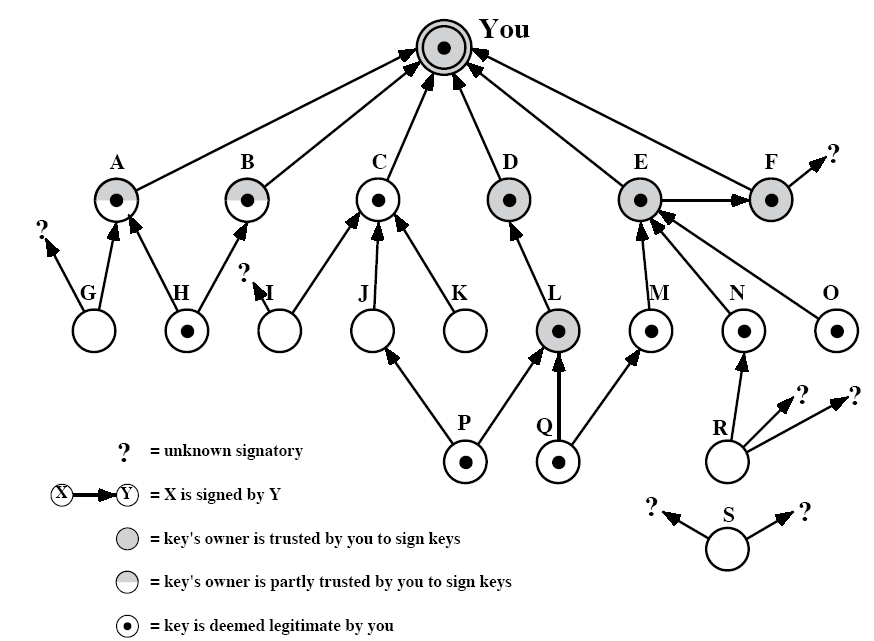 You
A B C D E F ?
?
?
G H I J K L M N O
? ?
P Q R
? = unknown signatory
X Y = X is signed by Y
? S ?
= key's owner is trusted by you to sign keys
= key's owner is partly trusted by you to sign keys
= key is deemed legitimate by you